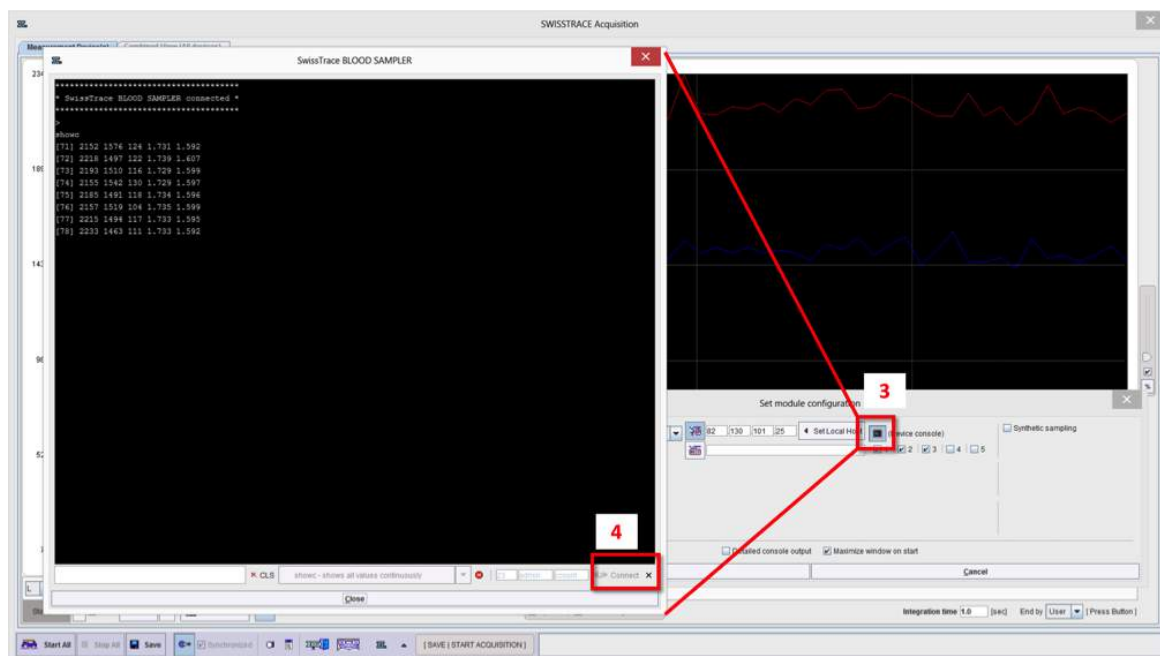 SWISSTRACE Acquisition
SwissTrace BLOOD SAMPLER
****************************************
* SwissTrace BLOOD SAMPLER connected *
****************************************
>
showc
[71] 2152 1576 124 1.731 1.592
[72] 2218 1497 122 1.739 1.607
[73] 2193 1510 116 1.729 1.599
[74] 2155 1542 130 1.729 1.597
[75] 2185 1491 118 1.734 1.596
[76] 2157 1519 104 1.735 1.599
[77] 2215 1494 117 1.733 1.595
[78] 2233 1463 111 1.733 1.592
3
Set module configuration
82 130 101 25 Set Local Host
(Device console)
Synthetic sampling
2 3 4 5
4
Detailed console output Maximize window on start
CLS showc - shows all values continuously
Connect
Cancel
Close
Integration time 1.0 [sec] End by User [Press Button]
Start All Stop All Save Synchronized [SAVE | START ACQUISITION]